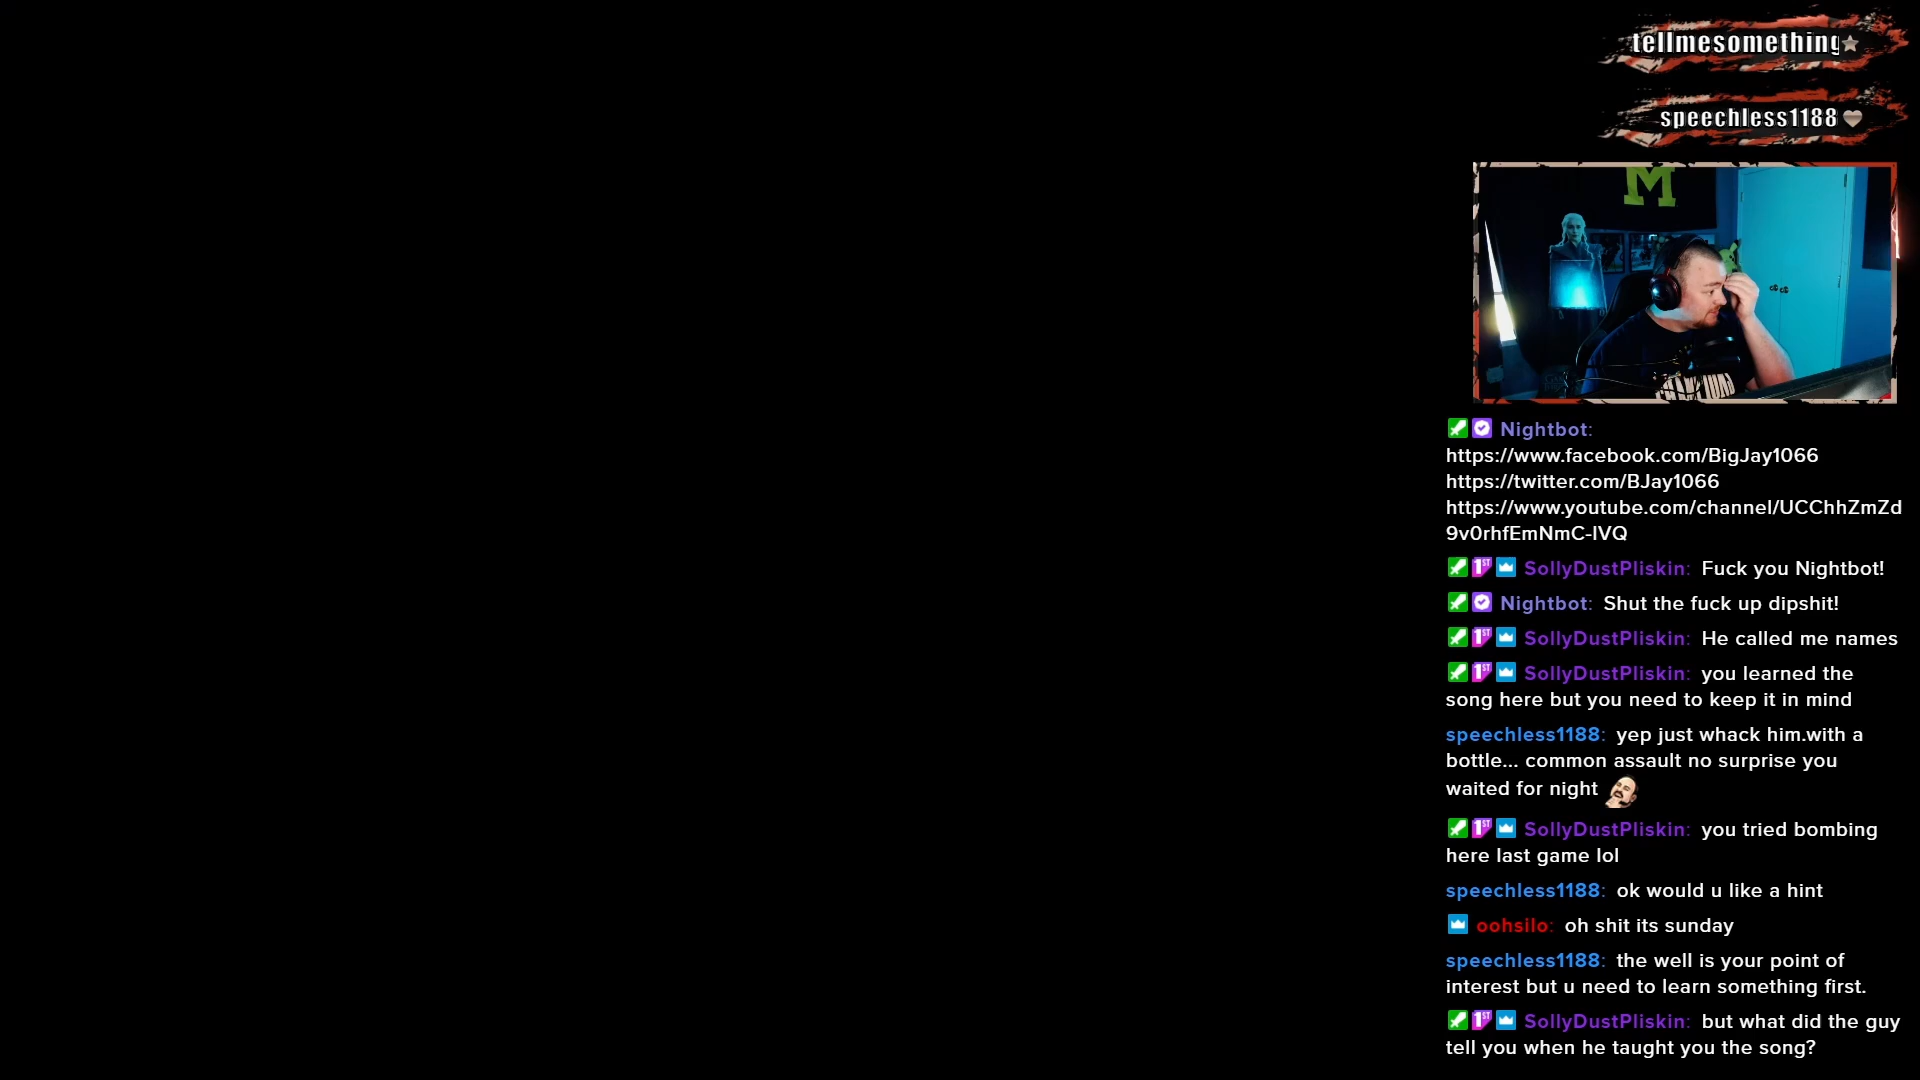 tellmesomething
speechless1188
M
Nightbot:
https://www.facebook.com/BigJay1066
https://twitter.com/BJay1066
https://www.youtube.com/channel/UCChhZmZd
9v0rhfEmNmC-lVQ
SollyDustPliskin: Fuck you Nightbot!
Nightbot: Shut the fuck up dipshit!
SollyDustPliskin: He called me names
SollyDustPliskin: you learned the
song here but you need to keep it in mind
speechless1188: yep just whack him.with a
bottle... common assault no surprise you
waited for night
SollyDustPliskin: you tried bombing
here last game lol
speechless1188: ok would u like a hint
oohsilo: oh shit its sunday
speechless1188: the well is your point of
interest but u need to learn something first.
SollyDustPliskin: but what did the guy
tell you when he taught you the song?